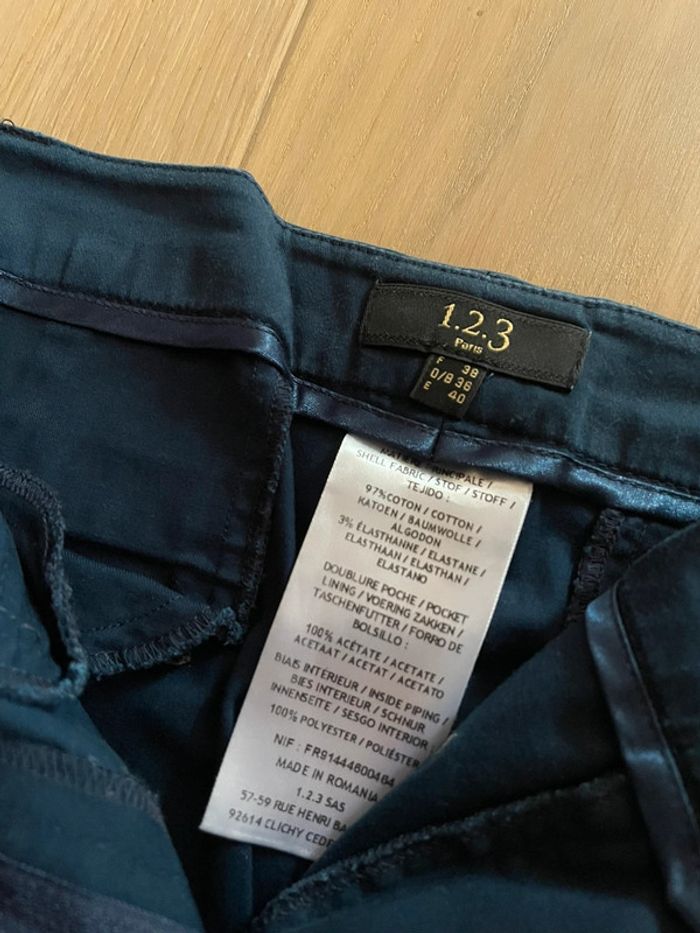 1.2.3
Paris
F 38
D/B 36
E 40
SHELL FABRIC / STOF / STOFF /
TEJIDO :
97%COTON / COTTON /
KATOEN / BAUMWOLLE /
ALGODON
3% ÉLASTHANNE / ELASTANE /
ELASTHAAN / ELASTHAN /
ELASTANO
DOUBLURE POCHE / POCKET
LINING / VOERING ZAKKEN /
TASCHENFUTTER / FORRO DE
BOLSILLO :
100% ACÉTATE / ACETATE /
ACETAAT / ACETAT / ACETATO
BIAIS INTÉRIEUR / INSIDE PIPING /
BIES INTERIEUR / SCHNUR
INNENSEITE / SESGO INTERIOR
100% POLYESTER / POLIÉSTER
NIF : FR91444600464
MADE IN ROMANIA
1.2.3 SAS
57-59 RUE HENRI
92614 CLICHY